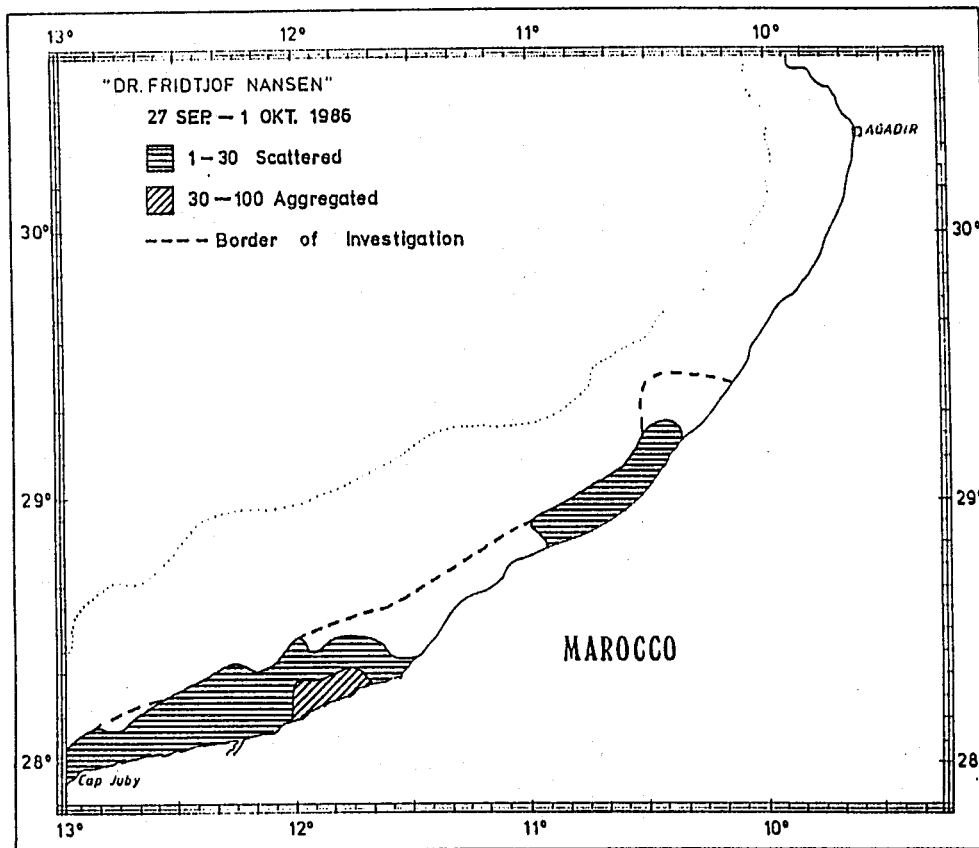 13° 12° 11° 10°
"DR. FRIDTJOF NANSEN"
27 SEP. — 1 OKT. 1986
1—30 Scattered
30—100 Aggregated
Border of Investigation
AGADIR
30° 30°
29° 29°
MAROCCO
28° 28°
Cap Juby
13° 12° 11° 10°